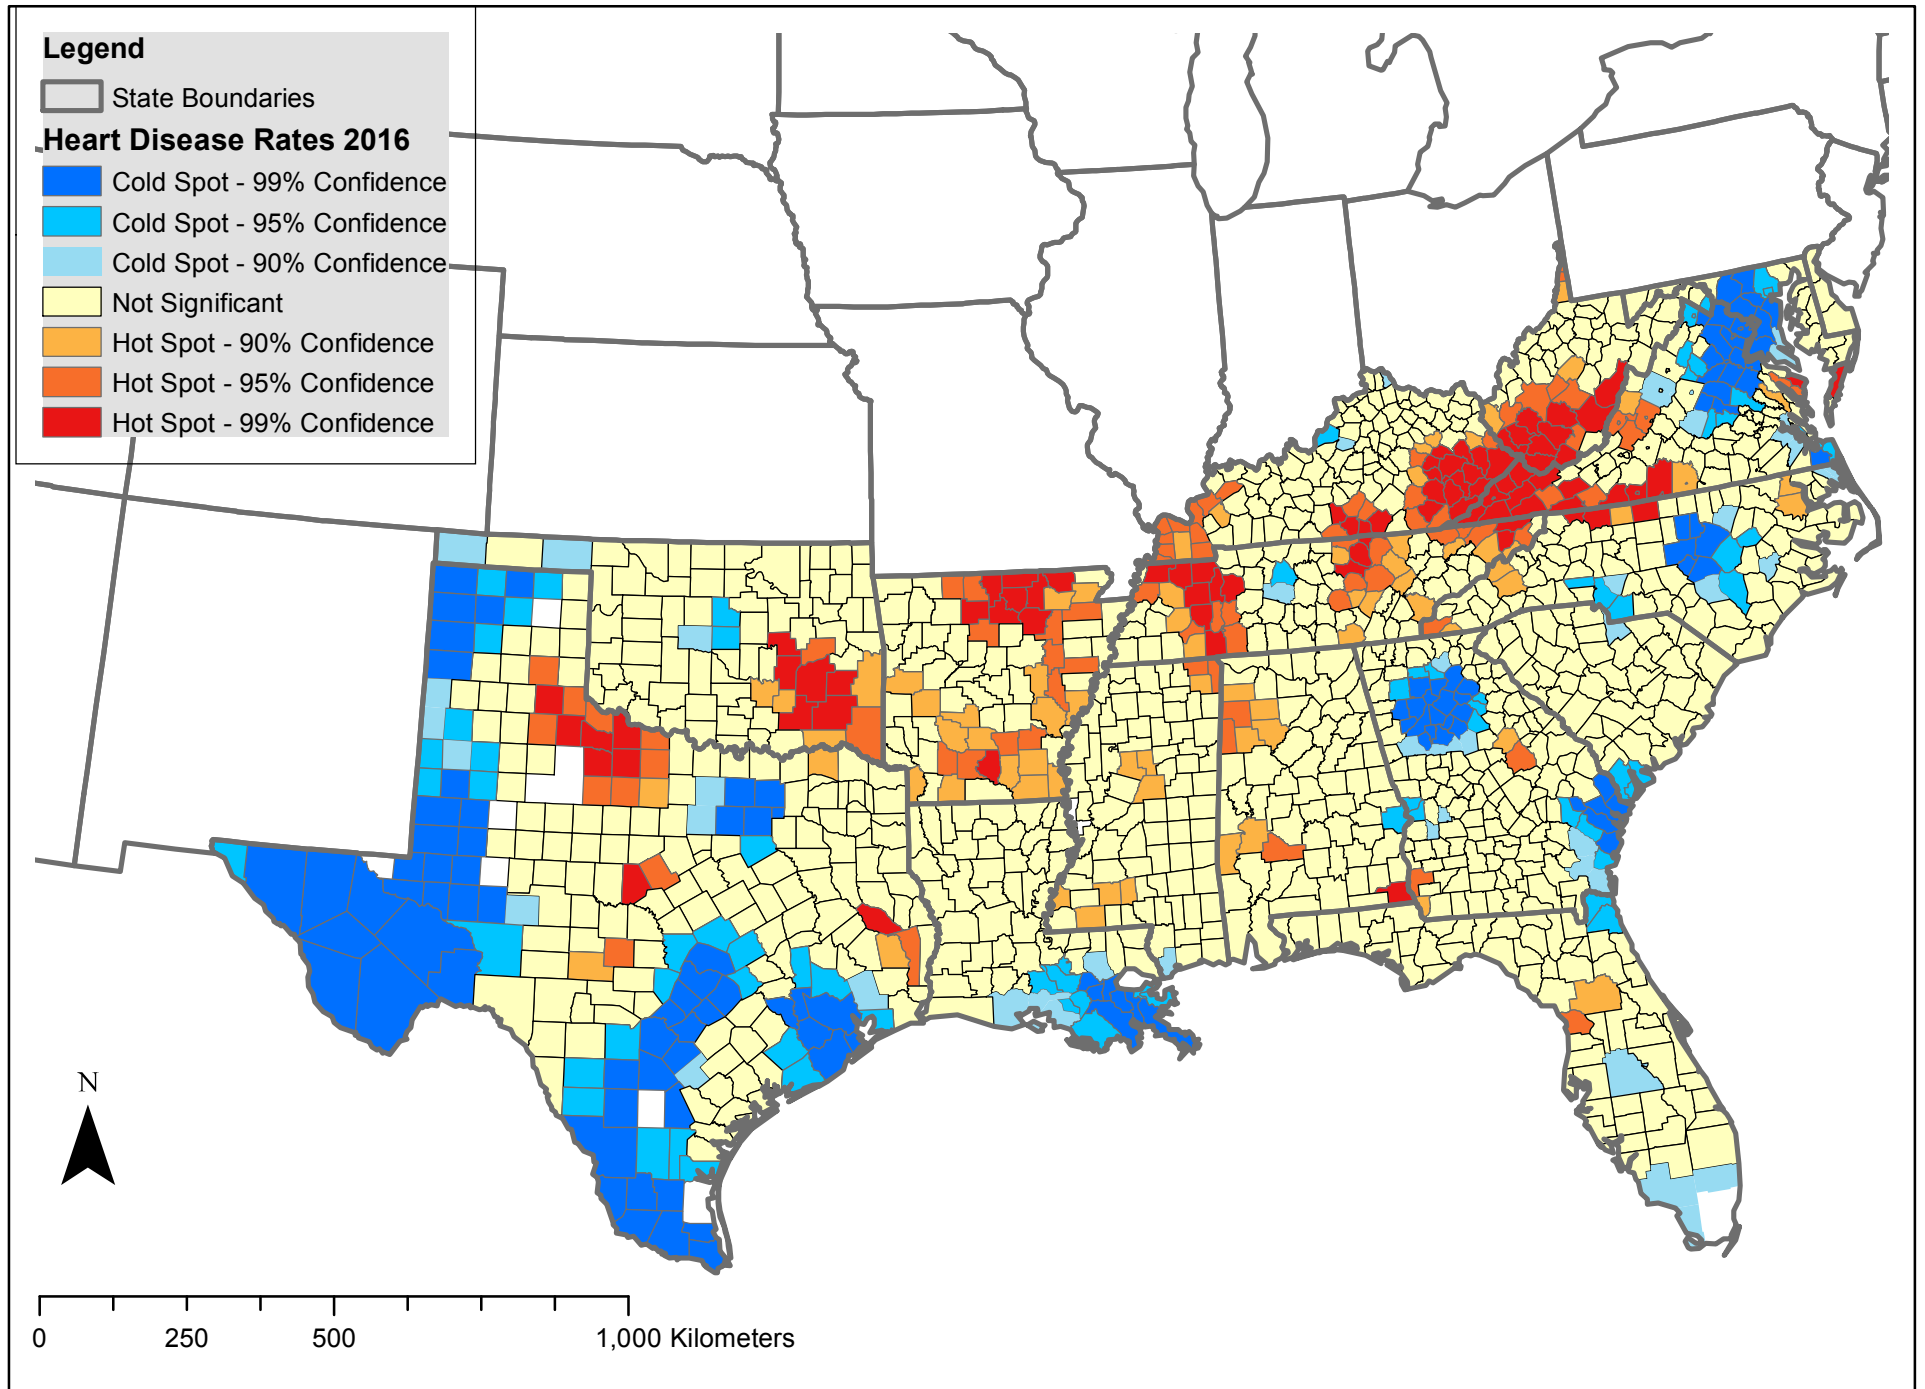 Legend
State Boundaries
Heart Disease Rates 2016
Cold Spot - 99% Confidence
Cold Spot - 95% Confidence
Cold Spot - 90% Confidence
Not Significant
Hot Spot - 90% Confidence
Hot Spot - 95% Confidence
Hot Spot - 99% Confidence
N
0 250 500 1,000 Kilometers